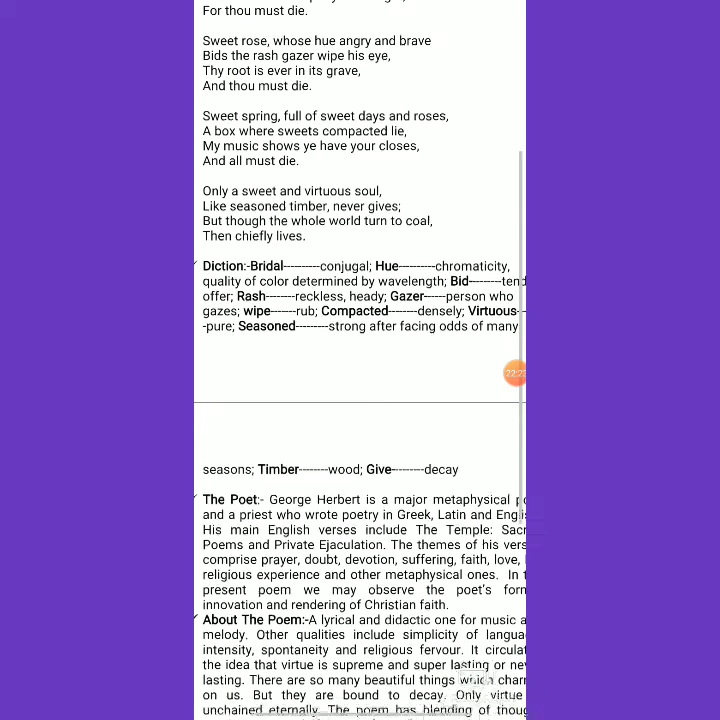 For thou must die.
Sweet rose, whose hue angry and brave
Bids the rash gazer wipe his eye,
Thy root is ever in its grave,
And thou must die.
Sweet spring, full of sweet days and roses,
A box where sweets compacted lie,
My music shows ye have your closes,
And all must die.
Only a sweet and virtuous soul,
Like seasoned timber, never gives;
But though the whole world turn to coal,
Then chiefly lives.
Diction:-Bridal----------conjugal; Hue----------chromaticity,
quality of color determined by wavelength; Bid---------tend
offer; Rash--------reckless, heady; Gazer------person who
gazes; wipe-------rub; Compacted--------densely; Virtuous--
-pure; Seasoned---------strong after facing odds of many
22:22
seasons; Timber--------wood; Give---------decay
The Poet:- George Herbert is a major metaphysical
and a priest who wrote poetry in Greek, Latin and
His main English verses include The Temple:
Poems and Private Ejaculation. The themes of his
comprise prayer, doubt, devotion, suffering, faith, love,
religious experience and other metaphysical ones. In
present poem we may observe the poet's
innovation and rendering of Christian faith.
About The Poem:-A lyrical and didactic one for music
melody. Other qualities include simplicity of
intensity, spontaneity and religious fervour. It
the idea that virtue is supreme and super lasting or
lasting. There are so many beautiful things which
on us. But they are bound to decay. Only virtue
unchained eternally. The poem has blending of